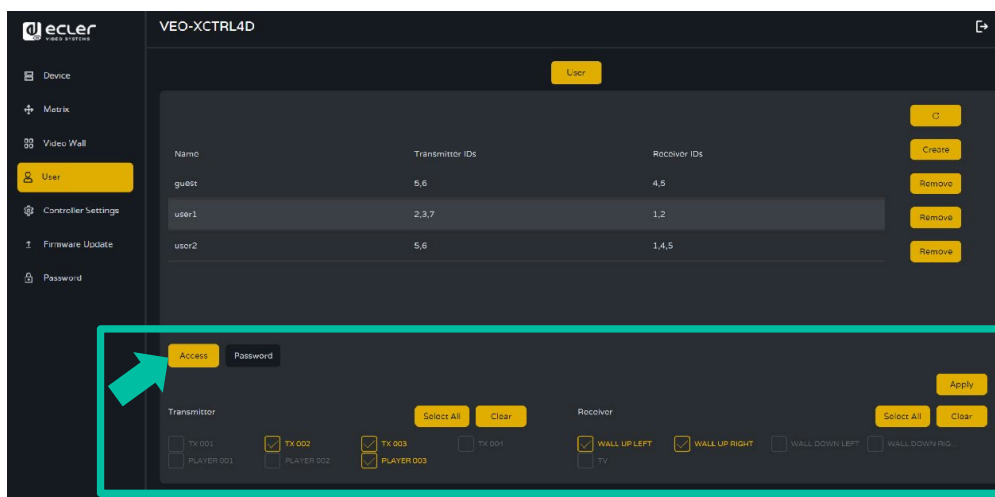 ecler
VIDEO SYSTEMS
VEO-XCTRL4D
Device
Matrix
Video Wall
User
Controller Settings
Firmware Update
Password
User
Name Transmitter IDs Receiver IDs
Create
guest 5,6 4,5 Remove
user1 2,3,7 1,2 Remove
user2 5,6 1,4,5 Remove
Access Password
Apply
Transmitter Select All Clear Receiver Select All Clear
TX 001 TX 002 TX 003 TX 004 WALL UP LEFT WALL UP RIGHT WALL DOWN LEFT WALL DOWN RIG...
PLAYER 001 PLAYER 002 PLAYER 003 TV